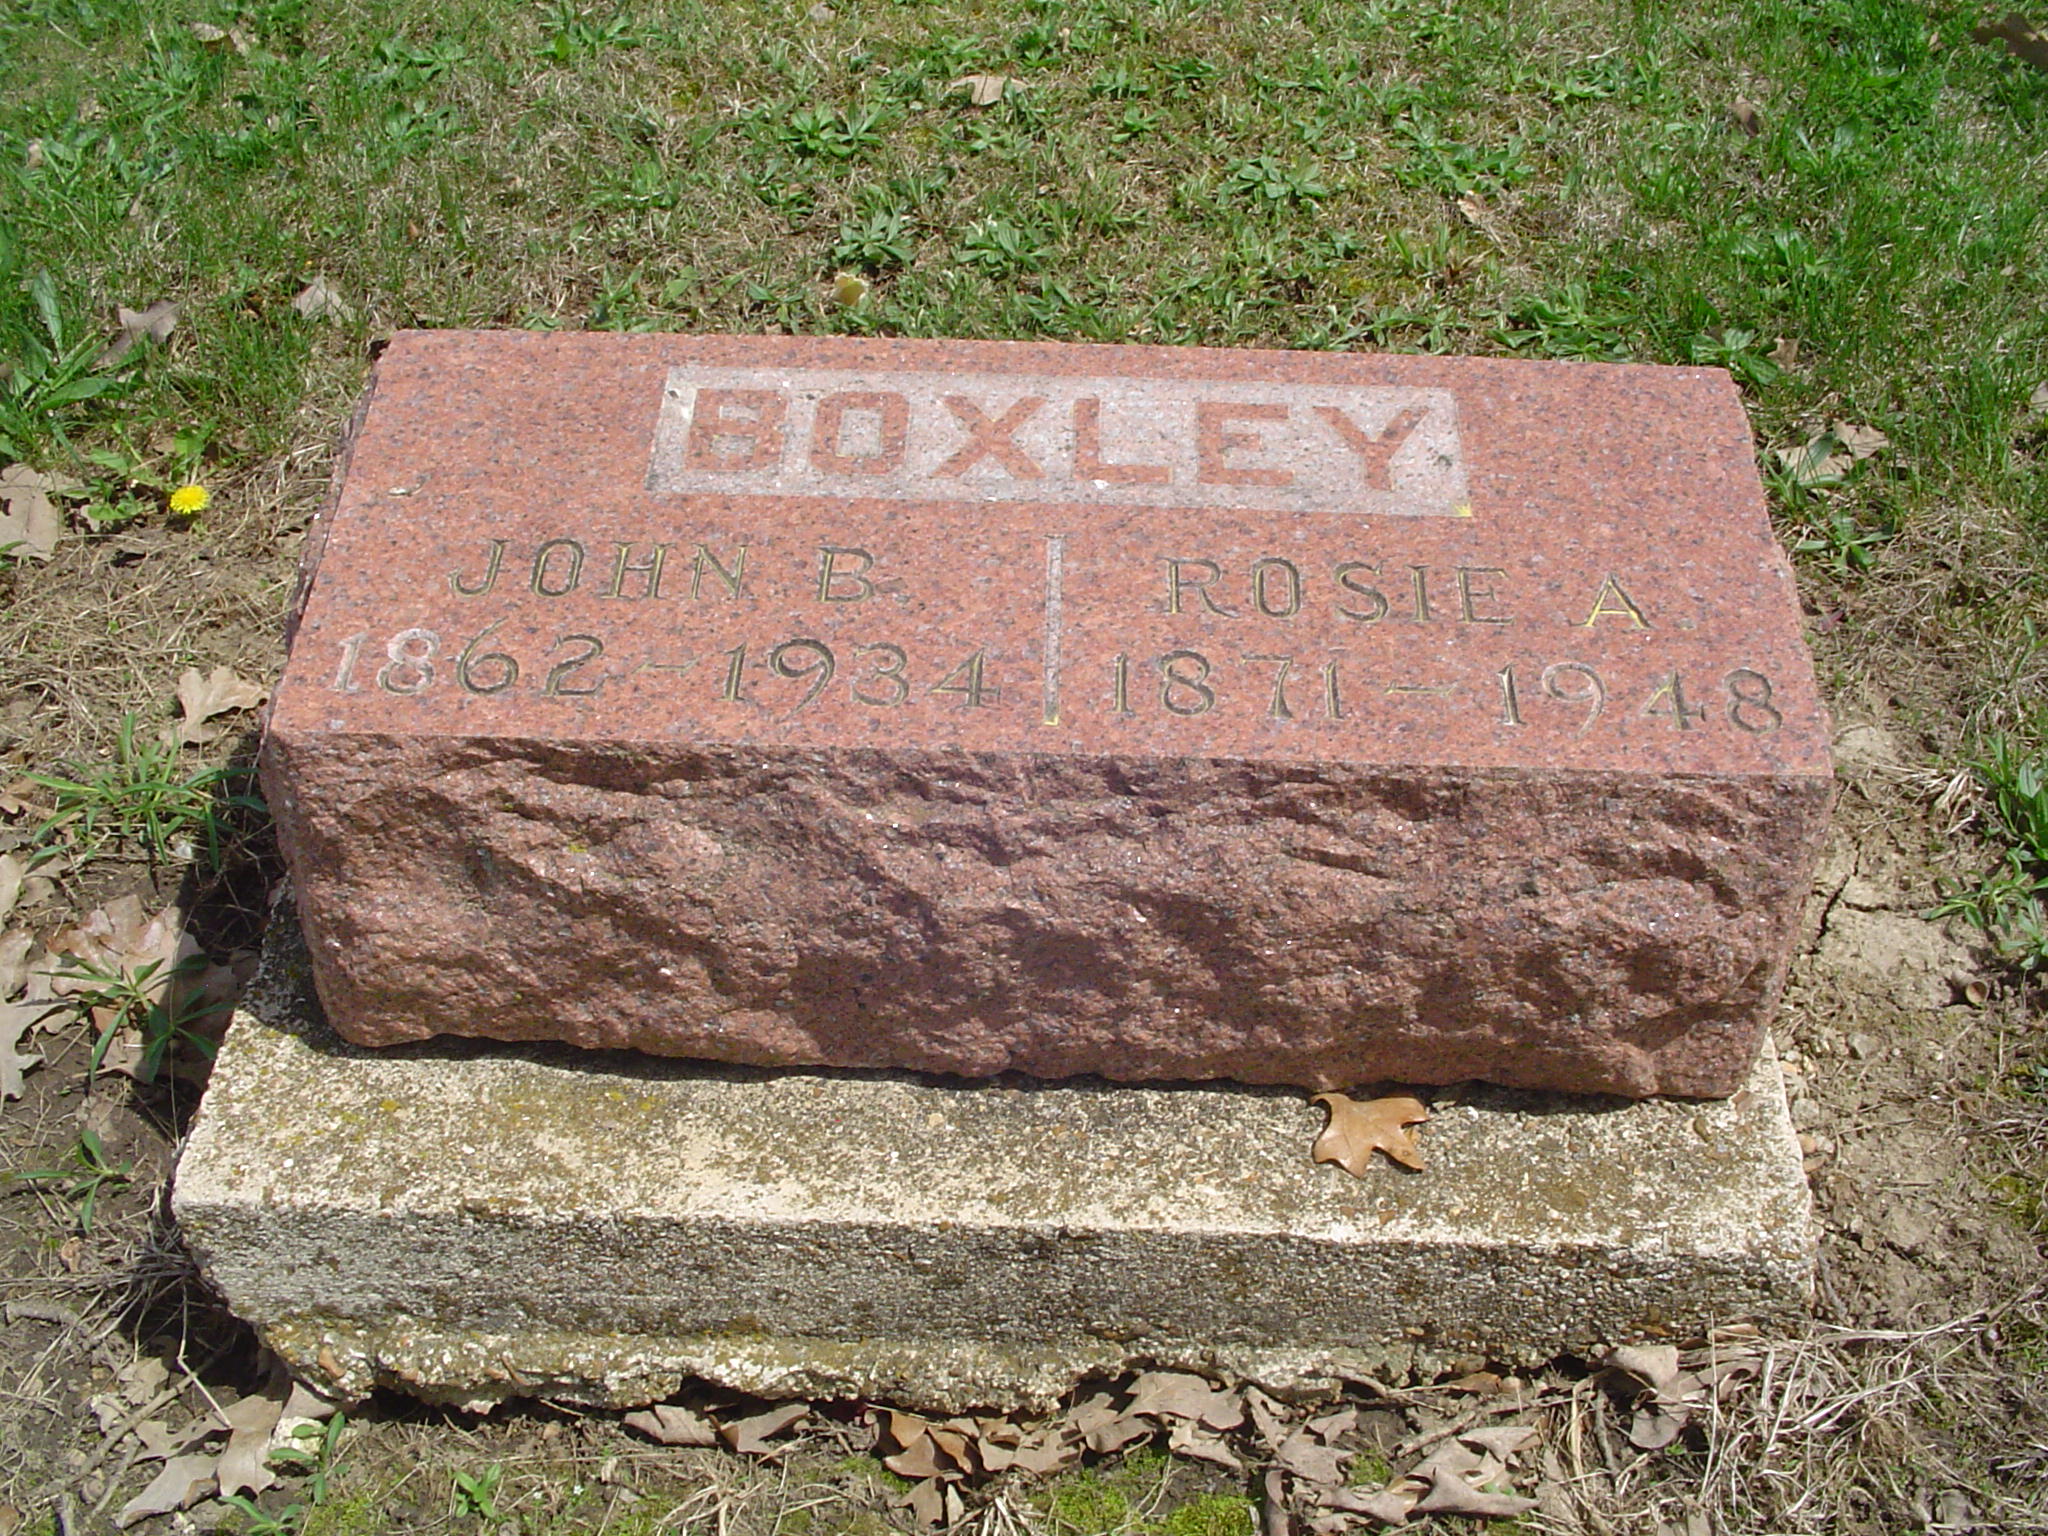 BOXLEY
JOHN B.
1862-1934
ROSIE A.
1871-1948